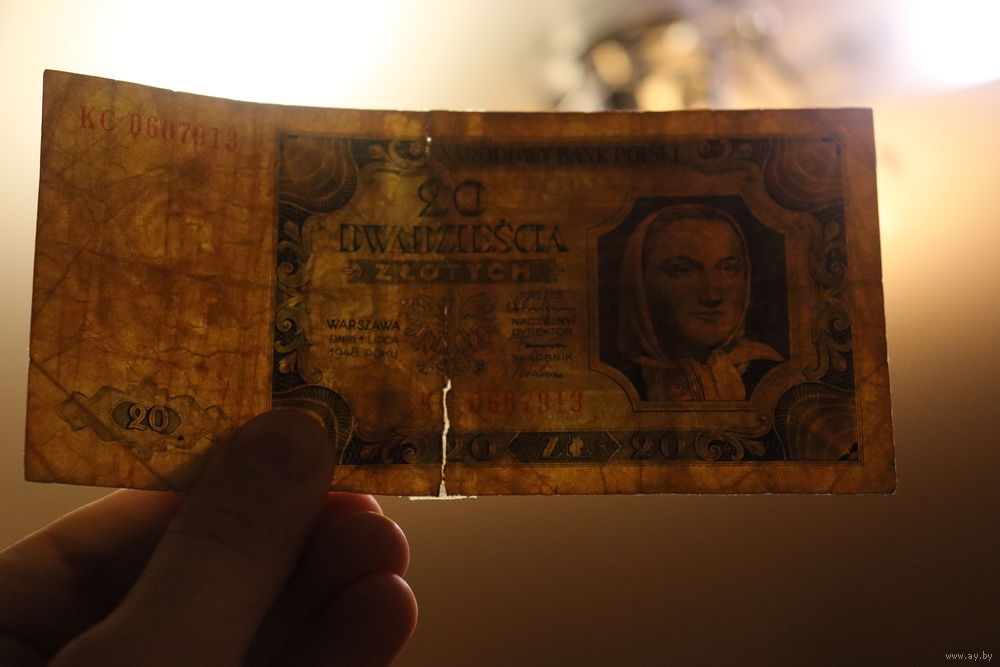 KC 0607913
NARODOWY BANK POLSKI
20
DWADZIEŚCIA
ZŁOTYCH
WARSZAWA
DNIA 1 LIPCA
1948 ROKU
PREZES
NACZELNY
DYREKTOR
SKARBNIK
KC 0607913
20
20 Zł 20
www.ay.by